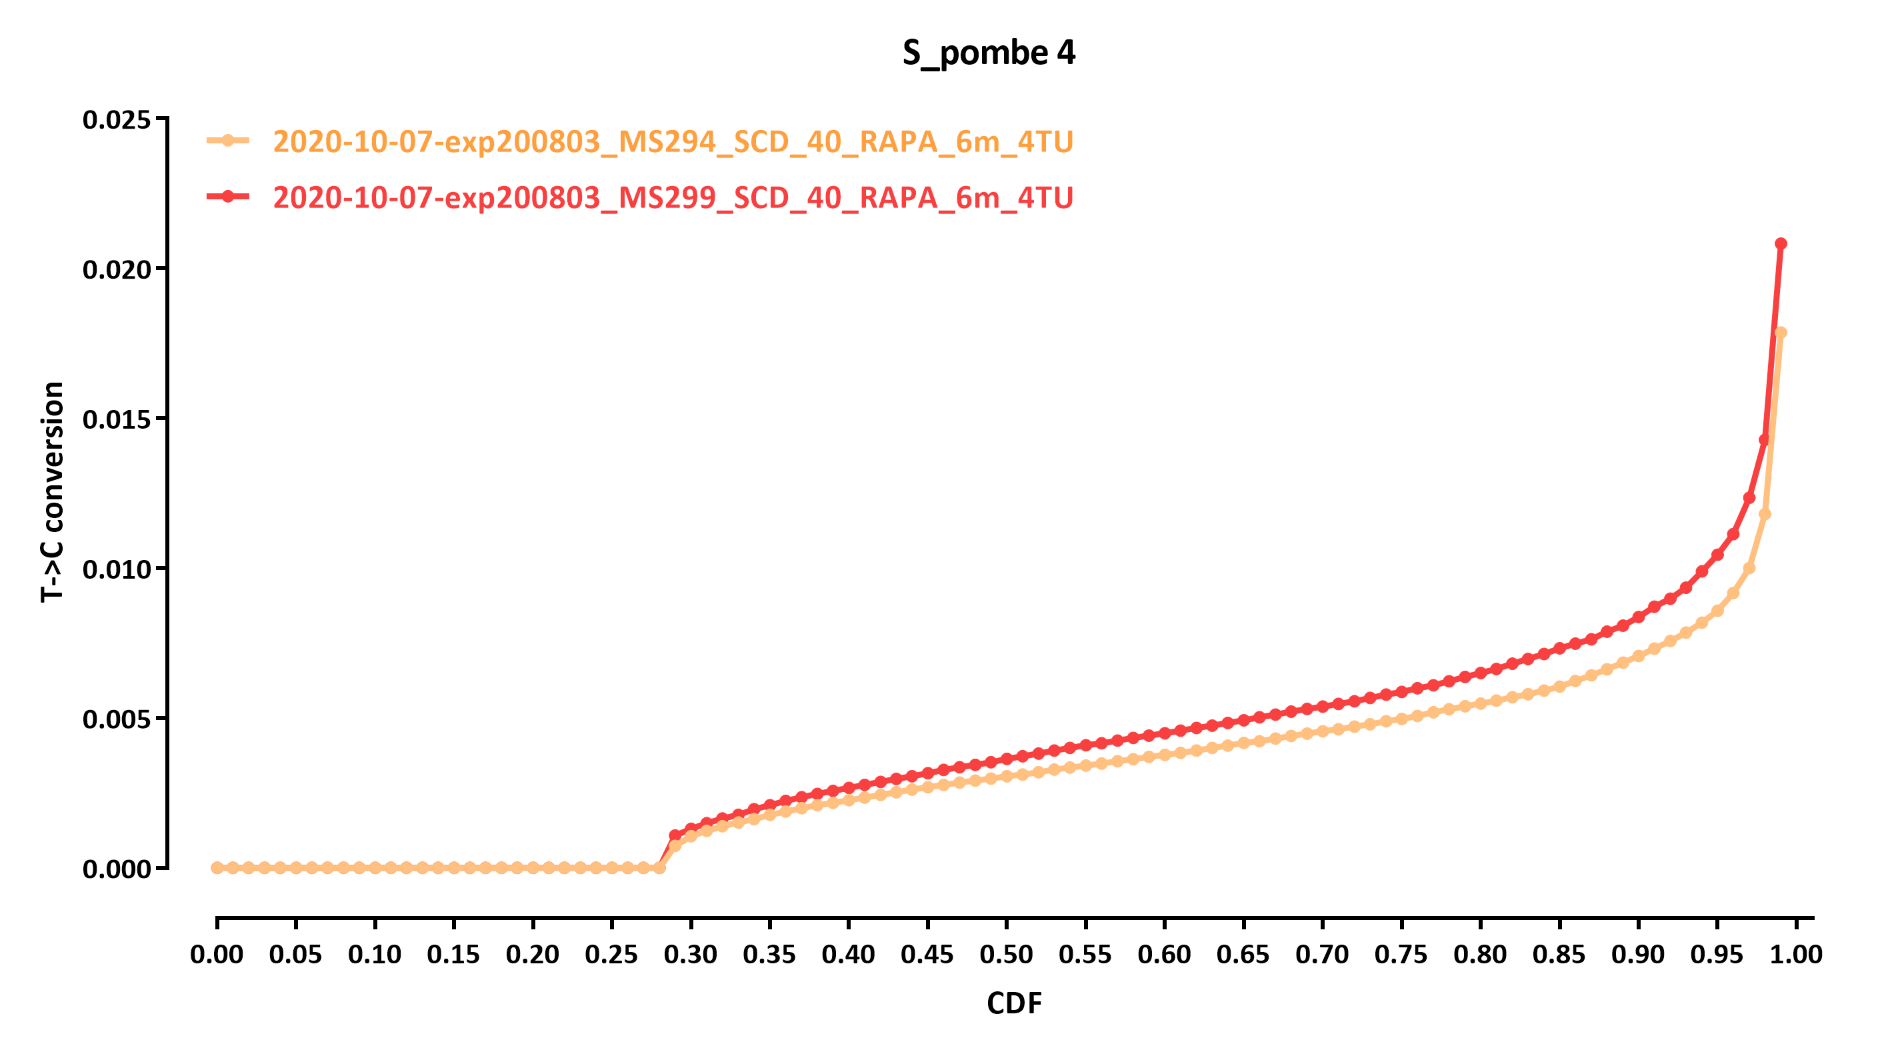 S_pombe 4
2020-10-07-exp200803_MS294_SCD_40_RAPA_6m_4TU
2020-10-07-exp200803_MS299_SCD_40_RAPA_6m_4TU
T->C conversion
0.025
0.020
0.015
0.010
0.005
0.000
0.00 0.05 0.10 0.15 0.20 0.25 0.30 0.35 0.40 0.45 0.50 0.55 0.60 0.65 0.70 0.75 0.80 0.85 0.90 0.95 1.00
CDF